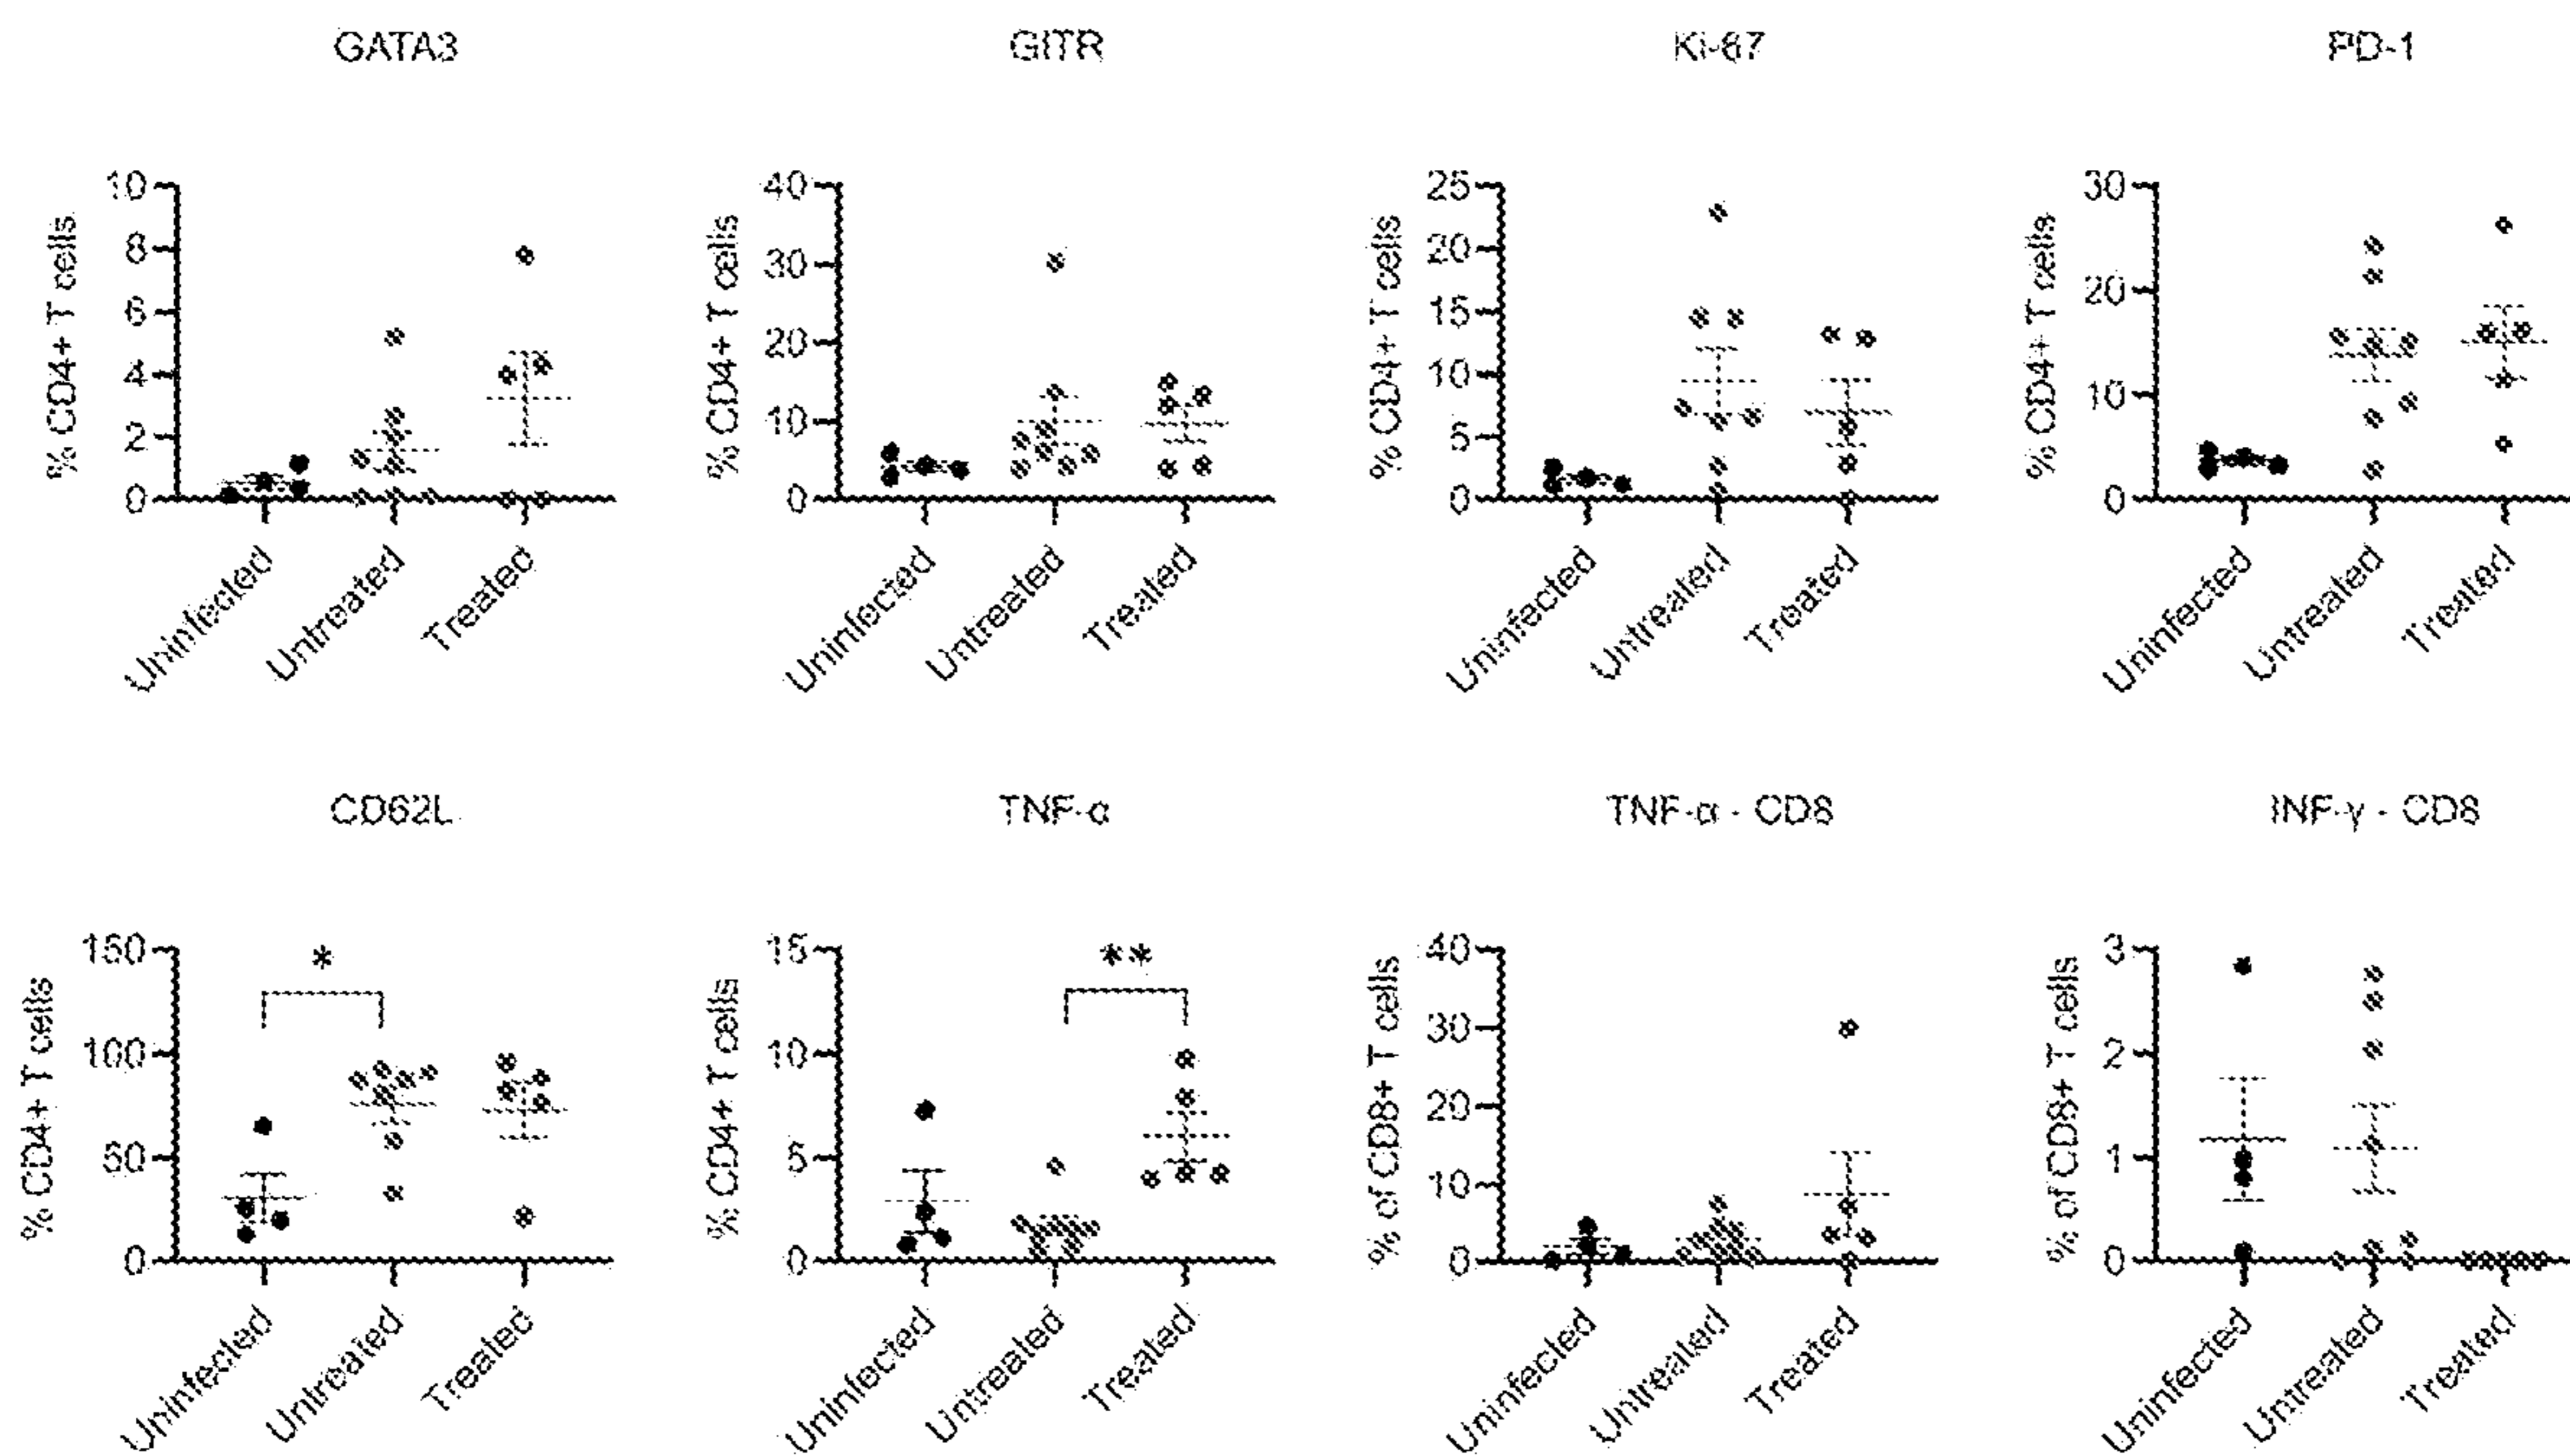 GATA3
GITR
Ki-67
PD-1
% CD4+ T cells
10
8
6
4
2
0
Uninfected
Untreated
Treated
% CD4+ T cells
40
30
20
10
0
Uninfected
Untreated
Treated
% CD4+ T cells
25
20
15
10
5
0
Uninfected
Untreated
Treated
% CD4+ T cells
30
20
10
0
Uninfected
Untreated
Treated
CD62L
TNF-α
TNF-α - CD8
INF-γ - CD8
% CD4+ T cells
150
100
50
0
*
Uninfected
Untreated
Treated
% CD4+ T cells
15
10
5
0
**
Uninfected
Untreated
Treated
% of CD8+ T cells
40
30
20
10
0
Uninfected
Untreated
Treated
% of CD8+ T cells
3
2
1
0
Uninfected
Untreated
Treated